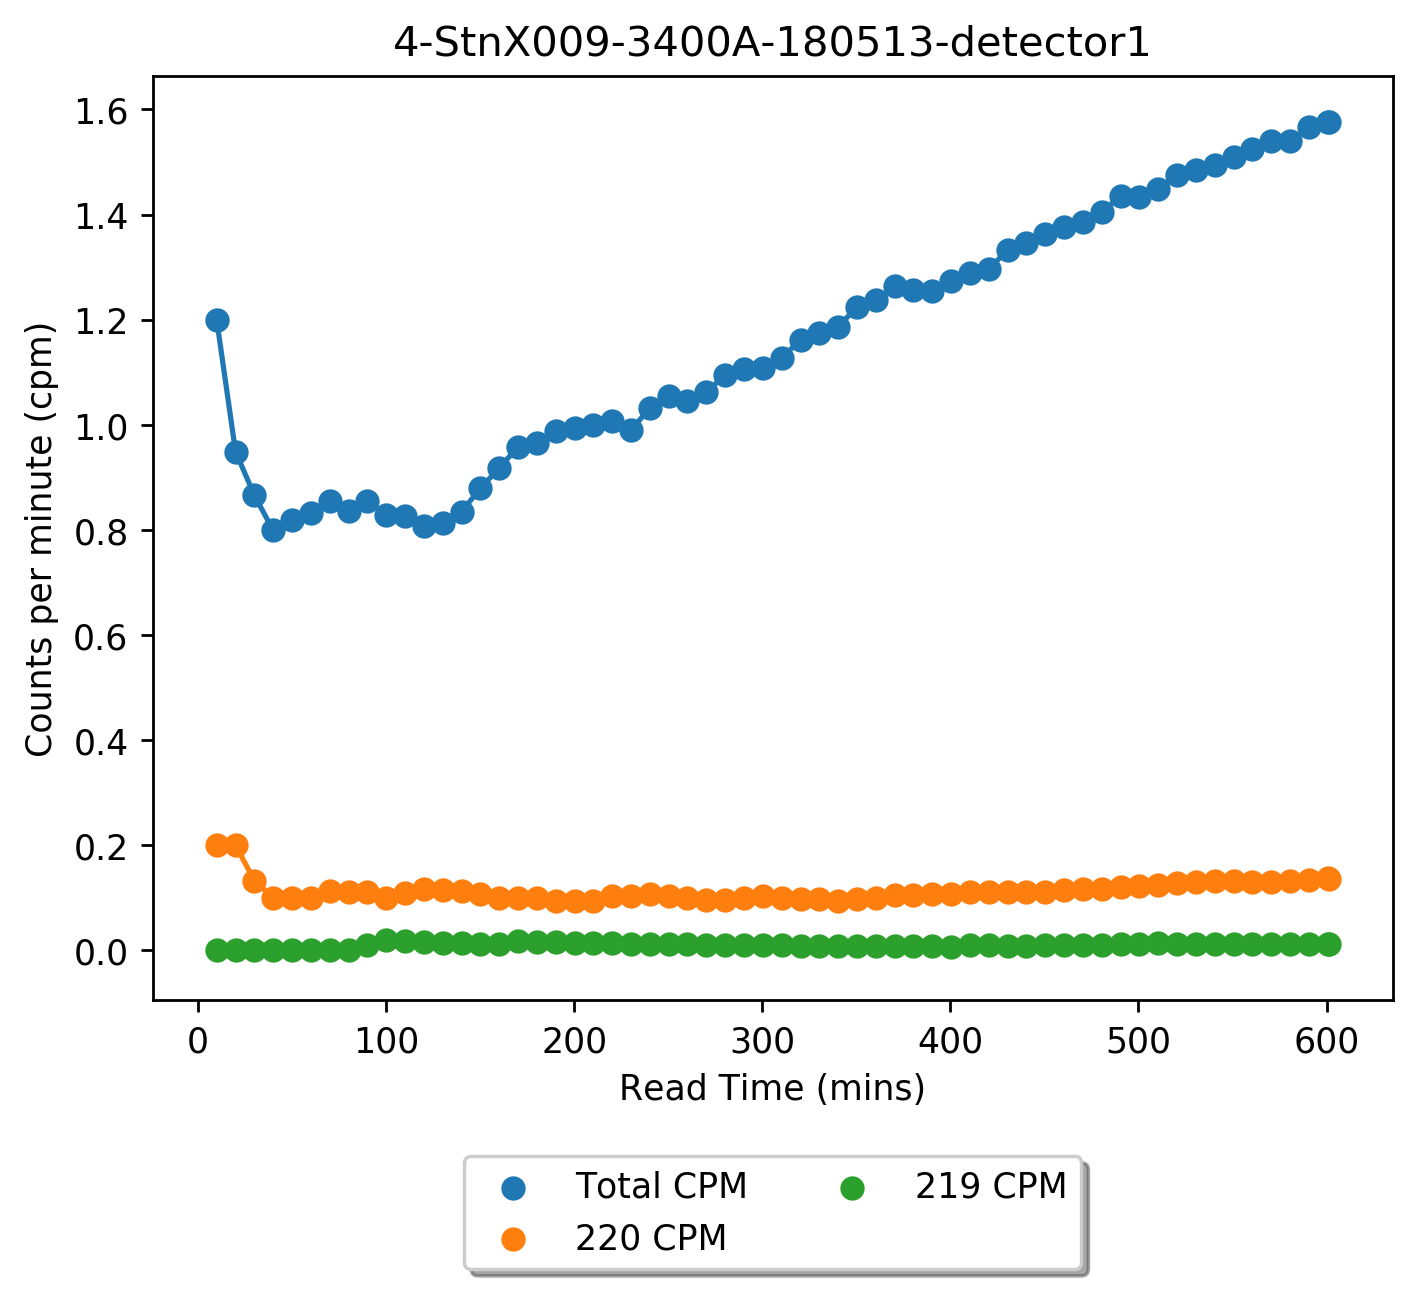 4-StnX009-3400A-180513-detector1
1.6
1.4
1.2
1.0
0.8
0.6
0.4
0.2
0.0
Counts per minute (cpm)
0 100 200 300 400 500 600
Read Time (mins)
Total CPM 219 CPM
220 CPM